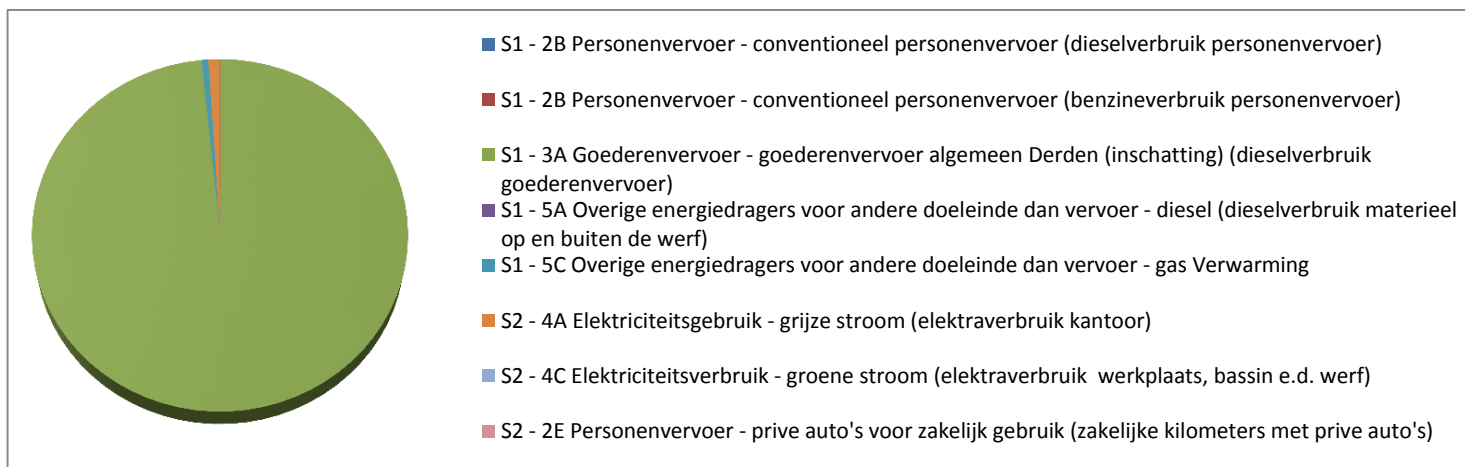 S1 - 2B Personenvervoer - conventioneel personenvervoer (dieselverbruik personenvervoer)
S1 - 2B Personenvervoer - conventioneel personenvervoer (benzineverbruik personenvervoer)
S1 - 3A Goederenvervoer - goederenvervoer algemeen Derden (inschatting) (dieselverbruik
goederenvervoer)
S1 - 5A Overige energiedragers voor andere doeleinde dan vervoer - diesel (dieselverbruik materieel
op en buiten de werf)
S1 - 5C Overige energiedragers voor andere doeleinde dan vervoer - gas Verwarming
S2 - 4A Elektriciteitsgebruik - grijze stroom (elektraverbruik kantoor)
S2 - 4C Elektriciteitsverbruik - groene stroom (elektraverbruik  werkplaats, bassin e.d. werf)
S2 - 2E Personenvervoer - prive auto's voor zakelijk gebruik (zakelijke kilometers met prive auto's)